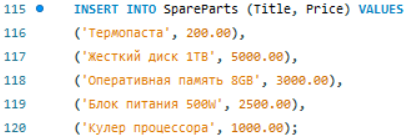 115 INSERT INTO SpareParts (Title, Price) VALUES
116 ('Термопаста', 200.00),
117 ('Жесткий диск 1ТВ', 5000.00),
118 ('Оперативная память 8GB', 3000.00),
119 ('Блок питания 500W', 2500.00),
120 ('Кулер процессора', 1000.00);